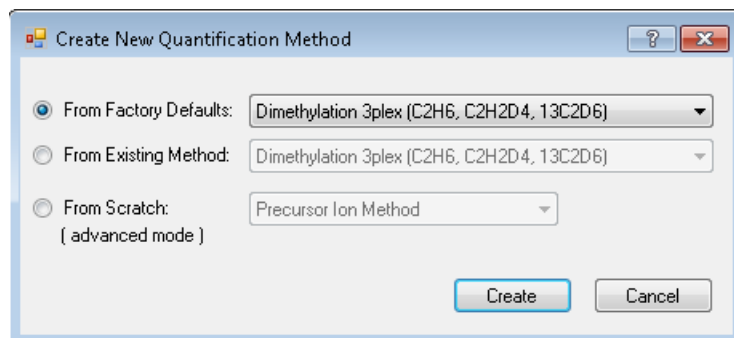 Create New Quantification Method
From Factory Defaults: Dimethylation 3plex (C2H6, C2H2D4, 13C2D6)
From Existing Method: Dimethylation 3plex (C2H6, C2H2D4, 13C2D6)
From Scratch: Precursor Ion Method
( advanced mode )
Create Cancel